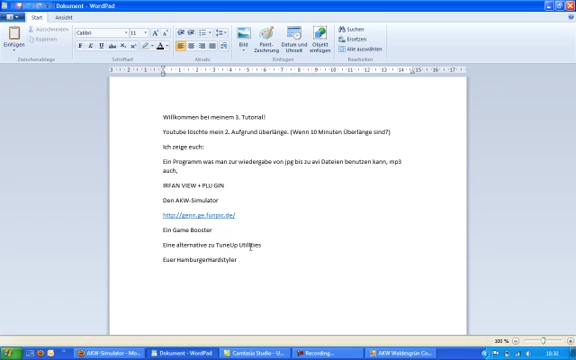 Dokument - WordPad
Start
Ansicht
Einfügen
Ausschneiden
Kopieren
Zwischenablage
Calibri
11
Schriftart
Absatz
Bild
Paint-Zeichnung
Datum und Uhrzeit
Objekt einfügen
Einfügen
Suchen
Ersetzen
Alle auswählen
Bearbeiten
Willkommen bei meinem 3. Tutorial!
Youtube löschte mein 2. Aufgrund überlänge. (Wenn 10 Minuten Überlänge sind?)
Ich zeige euch:
Ein Programm was man zur wiedergabe von jpg bis zu avi Dateien benutzen kann, mp3
auch,
IRFAN VIEW + PLU GIN
Den AKW-Simulator
http://genn.ge.funpic.de/
Ein Game Booster
Eine alternative zu TuneUp Utilities
Euer HamburgerHardstyler
100 %
AKW-Simulator - Mo...
Dokument - WordPad
Camtasia Studio - U...
Recording...
AKW Waldesgrün Co...
18:32